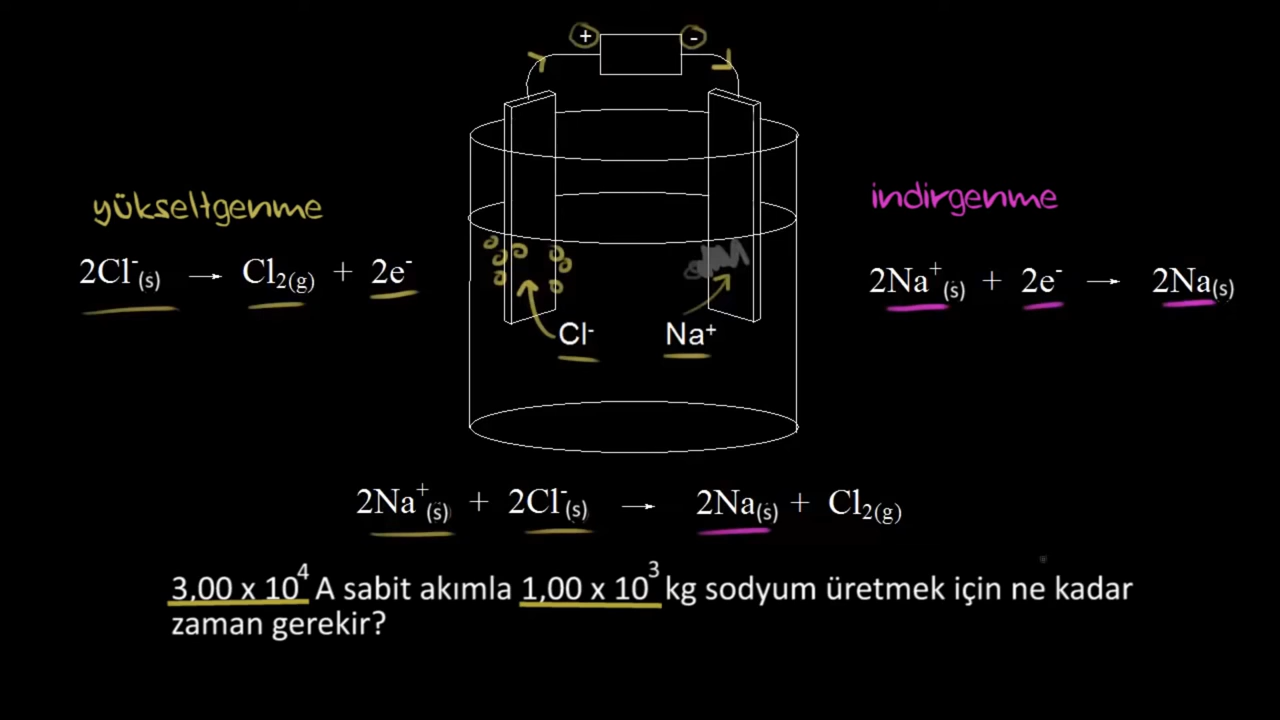 + -
yükseltgenme
indirgenme
2Cl⁻(s) → Cl₂(g) + 2e⁻
2Na⁺(s) + 2e⁻ → 2Na(s)
Cl⁻ Na⁺
2Na⁺(s) + 2Cl⁻(s) → 2Na(s) + Cl₂(g)
3,00 x 10⁴ A sabit akımla 1,00 x 10³ kg sodyum üretmek için ne kadar
zaman gerekir?